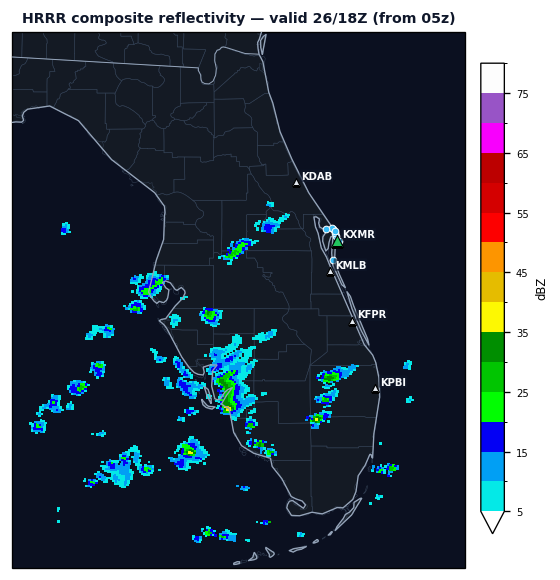 HRRR composite reflectivity — valid 26/18Z (from 05z)
KDAB
KXMR
KMLB
KFPR
KPBI
75
65
55
45
35
25
15
5
dBZ